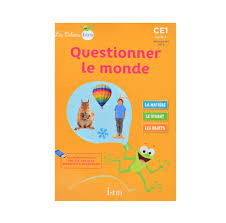 Les Cahiers Istra
CE1
Questionner
le monde
LA MATIÈRE
LE VIVANT
LES OBJETS
Istra